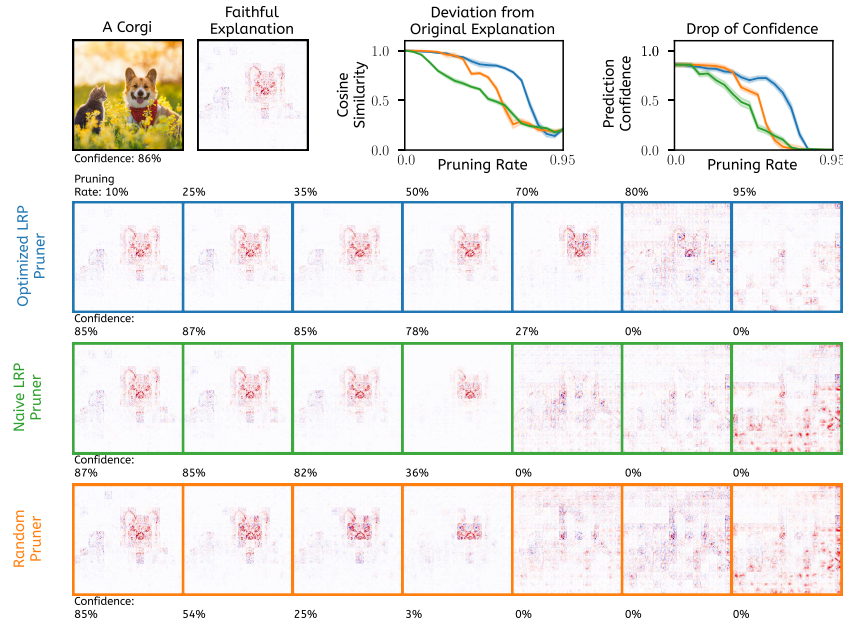 A Corgi
Faithful
Explanation
Deviation from
Original Explanation
Drop of Confidence
Cosine
Similarity
1.0
0.5
0.0
0.0
0.95
Pruning Rate
Prediction
Confidence
1.0
0.5
0.0
0.0
0.95
Pruning Rate
Confidence: 86%
Pruning
Rate: 10% 25% 35% 50% 70% 80% 95%
Optimized LRP
Pruner
Confidence:
85% 87% 85% 78% 27% 0% 0%
Naive LRP
Pruner
Confidence:
87% 85% 82% 36% 0% 0% 0%
Random
Pruner
Confidence:
85% 54% 25% 3% 0% 0% 0%